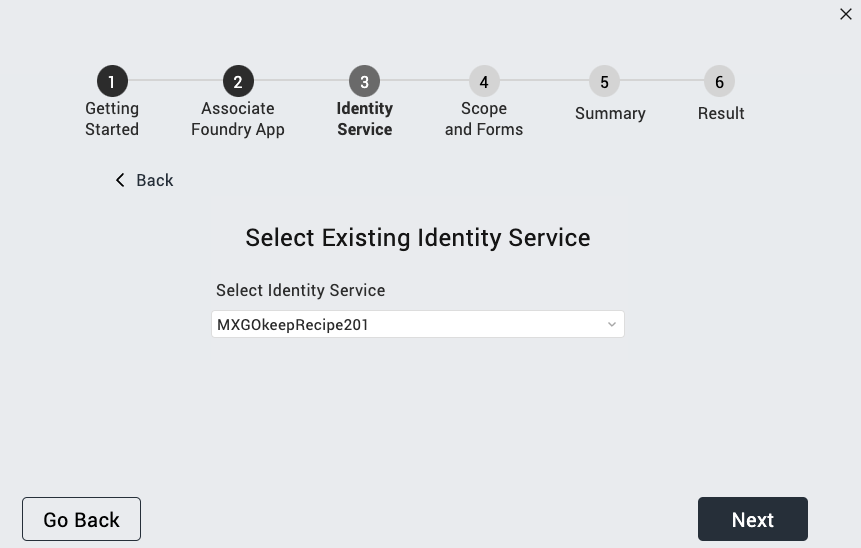 1
Getting
Started
2
Associate
Foundry App
3
Identity
Service
4
Scope
and Forms
5
Summary
6
Result
Back
Select Existing Identity Service
Select Identity Service
MXGOkeepRecipe201
Go Back
Next